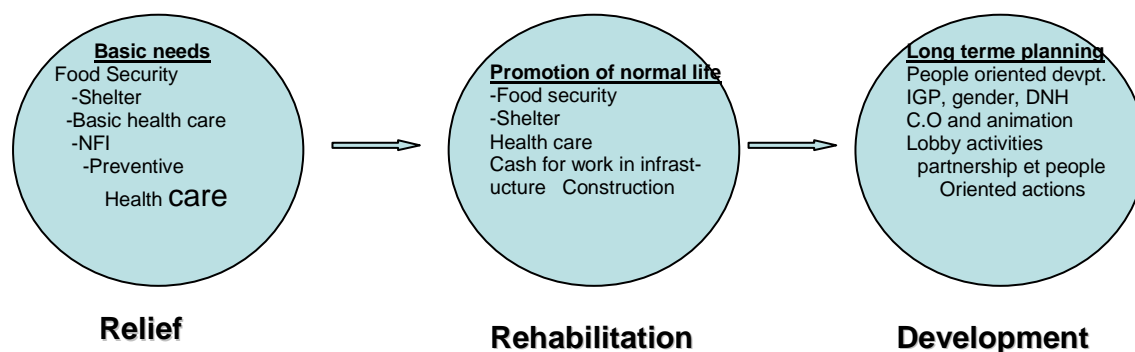 Basic needs
Food Security
-Shelter
-Basic health care
-NFI
-Preventive
Health care
Relief
Promotion of normal life
-Food security
-Shelter
Health care
Cash for work in infrast-
ucture Construction
Rehabilitation
Long terme planning
People oriented devpt.
IGP, gender, DNH
C.O and animation
Lobby activities
partnership et people
Oriented actions
Development